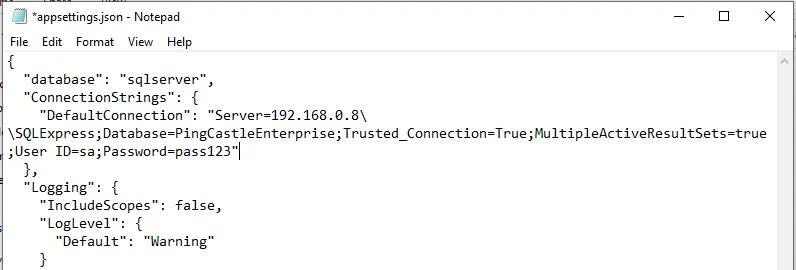 *appsettings.json - Notepad
File Edit Format View Help
{
  "database": "sqlserver",
  "ConnectionStrings": {
    "DefaultConnection": "Server=192.168.0.8\
\SQLExpress;Database=PingCastleEnterprise;Trusted_Connection=True;MultipleActiveResultSets=true
;User ID=sa;Password=pass123"
  },
  "Logging": {
    "IncludeScopes": false,
    "LogLevel": {
      "Default": "Warning"
    }